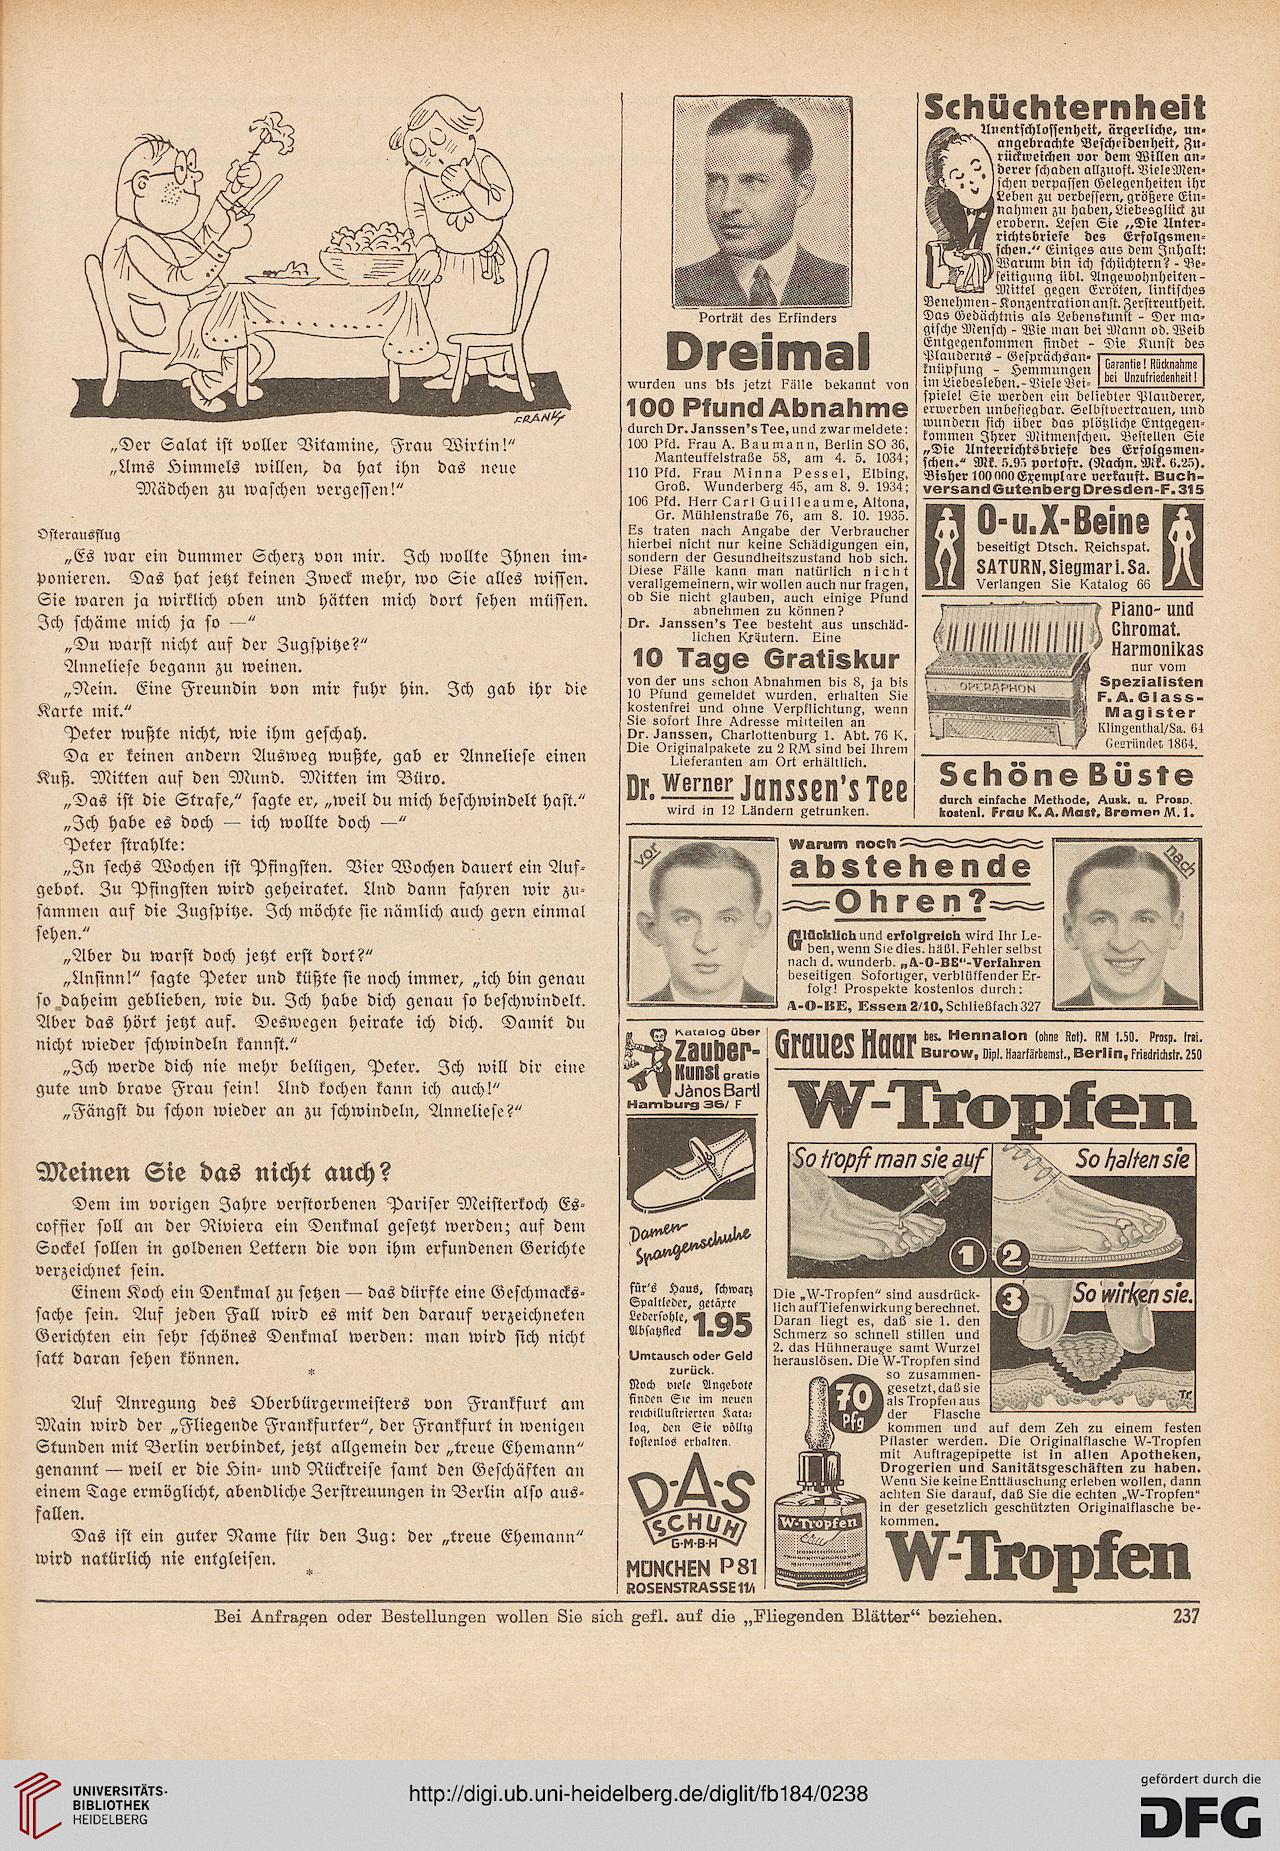 FRANK
„Der Salat ist voller Vitamine, Frau Wirtin!“
„Ums Himmels willen, da hat ihn das neue
Mädchen zu waschen vergessen!“
Osterausflug
„Es war ein dummer Scherz von mir. Ich wollte Ihnen im-
ponieren. Das hat jetzt keinen Zweck mehr, wo Sie alles wissen.
Sie waren ja wirklich oben und hätten mich dort sehen müssen.
Ich schäme mich ja so —“
„Du warst nicht auf der Zugspitze?“
Anneliese begann zu weinen.
„Nein. Eine Freundin von mir fuhr hin. Ich gab ihr die
Karte mit.“
Peter wußte nicht, wie ihm geschah.
Da er keinen andern Ausweg wußte, gab er Anneliese einen
Kuß. Mitten auf den Mund. Mitten im Büro.
„Das ist die Strafe,“ sagte er, „weil du mich beschwindelt hast.“
„Ich habe es doch — ich wollte doch —“
Peter strahlte:
„In sechs Wochen ist Pfingsten. Vier Wochen dauert ein Auf-
gebot. Zu Pfingsten wird geheiratet. Und dann fahren wir zu-
sammen auf die Zugspitze. Ich möchte sie nämlich auch gern einmal
sehen.“
„Aber du warst doch jetzt erst dort?“
„Unsinn!“ sagte Peter und küßte sie noch immer, „ich bin genau
so daheim geblieben, wie du. Ich habe dich genau so beschwindelt.
Aber das hört jetzt auf. Deswegen heirate ich dich. Damit du
nicht wieder schwindeln kannst.“
„Ich werde dich nie mehr belügen, Peter. Ich will dir eine
gute und brave Frau sein! Und kochen kann ich auch!“
„Fängst du schon wieder an zu schwindeln, Anneliese?“
Meinen Sie das nicht auch?
Dem im vorigen Jahre verstorbenen Pariser Meisterkoch Es-
coffier soll an der Riviera ein Denkmal gesetzt werden; auf dem
Sockel sollen in goldenen Lettern die von ihm erfundenen Gerichte
verzeichnet sein.
Einem Koch ein Denkmal zu setzen — das dürfte eine Geschmacks-
sache sein. Auf jeden Fall wird es mit den darauf verzeichneten
Gerichten ein sehr schönes Denkmal werden: man wird sich nicht
satt daran sehen können.
*
Auf Anregung des Oberbürgermeisters von Frankfurt am
Main wird der „Fliegende Frankfurter“, der Frankfurt in wenigen
Stunden mit Berlin verbindet, jetzt allgemein der „treue Ehemann“
genannt — weil er die Hin- und Rückreise samt den Geschäften an
einem Tage ermöglicht, abendliche Zerstreuungen in Berlin also aus-
fallen.
Das ist ein guter Name für den Zug: der „treue Ehemann“
wird natürlich nie entgleisen.
*
Porträt des Erfinders
Dreimal
wurden uns bis jetzt Fälle bekannt von
100 Pfund Abnahme
durch Dr. Janssen's Tee, und zwar meldete:
100 Pfd. Frau A. Baumann, Berlin SO 36,
Manteuffelstraße 58, am 4. 5. 1034;
110 Pfd. Frau Minna Pessel, Elbing,
Groß. Wunderberg 45, am 8. 9. 1934;
106 Pfd. Herr Carl Guilleaume, Altona,
Gr. Mühlenstraße 76, am 8. 10. 1935.
Es traten nach Angabe der Verbraucher
hierbei nicht nur keine Schädigungen ein,
sondern der Gesundheitszustand hob sich.
Diese Fälle kann man natürlich nicht
verallgemeinern, wir wollen auch nur fragen,
ob Sie nicht glauben, auch einige Pfund
abnehmen zu können?
Dr. Janssen's Tee besteht aus unschäd-
lichen Kräutern. Eine
10 Tage Gratiskur
von der uns schon Abnahmen bis 8, ja bis
10 Pfund gemeldet wurden, erhalten Sie
kostenfrei und ohne Verpflichtung, wenn
Sie sofort Ihre Adresse mitteilen an
Dr. Janssen, Charlottenburg 1. Abt. 76 K.
Die Originalpakete zu 2 RM sind bei Ihrem
Lieferanten am Ort erhältlich.
Dr. Werner Janssen's Tee
wird in 12 Ländern getrunken.
Schüchternheit
Unentschlossenheit, ärgerliche, un-
angebrachte Bescheidenheit, Zu-
rückweichen vor dem Willen an-
derer schaden allzuoft. Viele Men-
schen verpassen Gelegenheiten ihr
Leben zu verbessern, größere Ein-
nahmen zu haben, Liebesglück zu
erobern. Lesen Sie „Die Unter-
richtsbriefe des Erfolgsmen-
schen.“ Einiges aus dem Inhalt:
Warum bin ich schüchtern? - Be-
seitigung übl. Angewohnheiten -
Mittel gegen Erröten, linkisches
Benehmen - Konzentration anst. Zerstreutheit.
Das Gedächtnis als Lebenskunst - Der ma-
gische Mensch - Wie man bei Mann od. Weib
Entgegenkommen findet - Die Kunst des
Plauderns - Gesprächsan-
knüpfung - Hemmungen
im Liebesleben. - Viele Bei-
Garantie! Rücknahme
bei Unzufriedenheit!
spiele! Sie werden ein beliebter Plauderer,
erwerben unbesiegbar. Selbstvertrauen, und
wundern sich über das plötzliche Entgegen-
kommen Ihrer Mitmenschen. Bestellen Sie
„Die Unterrichtsbriefe des Erfolgsmen-
schen.“ Mk. 5.95 portofr. (Nachn. Mk. 6.25).
Bisher 100 000 Exemplare verkauft. Buch-
versand Gutenberg Dresden-F. 315
O- u. X-Beine
beseitigt Dtsch. Reichspat.
SATURN, Siegmar i. Sa.
Verlangen Sie Katalog 66
OPERAPHON
Piano- und
Chromat.
Harmonikas
nur vom
Spezialisten
F. A. Glass-
Magister
Klingenthal/Sa. 64
Gegründet 1864.
Schöne Büste
durch einfache Methode, Ausk. u. Prosp.
kostenl. Frau K. A. Mast, Bremen M. 1.
vor
Warum noch
abstehende
Ohren?
Glücklich und erfolgreich wird Ihr Le-
ben, wenn Sie dies. häßl. Fehler selbst
nach d. wunderb. „A-O-BE“-Verfahren
beseitigen Sofortiger, verblüffender Er-
folg! Prospekte kostenlos durch:
A-O-BE, Essen 2/10, Schließfach 327
nach
Katalog über
Zauber-
Kunst gratis
Jànos Bartl
Hamburg 36/ F
Graues Haar bes. Hennalon (ohne Rot). RM 1.50. Prosp. frei.
Burow, Dipl. Haarfärbemst., Berlin, Friedrichstr. 250
Damen-
Spangenschuhe
für's Haus, schwarz
Spaltleder, getäxte
Ledersohle,
Absatzfleck 1.95
Umtausch oder Geld
zurück.
Noch viele Angebote
finden Sie im neuen
reichillustrierten Kata-
log, den Sie völlig
kostenlos erhalten.
D-A-S
SCHUH
G·M·B·H
MÜNCHEN P 81
ROSENSTRASSE 11/I
W-Tropfen
So tropft man sie auf
1
So halten sie
2
3
So wirken sie.
Tr
Die „W-Tropfen“ sind ausdrück-
lich auf Tiefenwirkung berechnet.
Daran liegt es, daß sie 1. den
Schmerz so schnell stillen und
2. das Hühnerauge samt Wurzel
herauslösen. Die W-Tropfen sind
so zusammen-
gesetzt, daß sie
als Tropfen aus
der Flasche
kommen und auf dem Zeh zu einem festen
Pflaster werden. Die Originalflasche W-Tropfen
mit Auftragepipette ist in allen Apotheken,
Drogerien und Sanitätsgeschäften zu haben.
Wenn Sie keine Enttäuschung erleben wollen, dann
achten Sie darauf, daß Sie die echten „W-Tropfen“
in der gesetzlich geschützten Originalflasche be-
kommen.
70
Pfg
W-Tropfen
W-Tropfen
Bei Anfragen oder Bestellungen wollen Sie sich gefl. auf die „Fliegenden Blätter“ beziehen.
237
UNIVERSITÄTS-
BIBLIOTHEK
HEIDELBERG
http://digi.ub.uni-heidelberg.de/diglit/fb184/0238
gefördert durch die
DFG